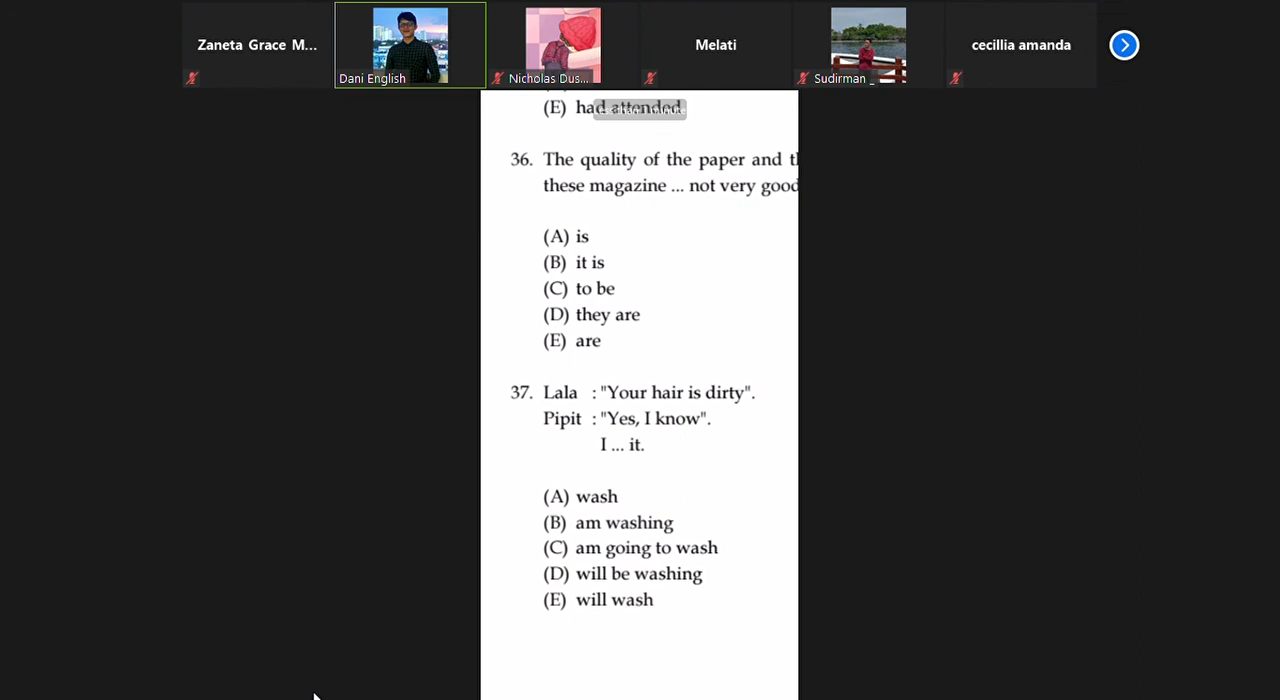 Zaneta Grace M...
Dani English
Nicholas Dus...
Melati
Sudirman _
cecillia amanda
(E) had attended
36. The quality of the paper and
these magazine ... not very good
(A) is
(B) it is
(C) to be
(D) they are
(E) are
37. Lala : "Your hair is dirty".
Pipit : "Yes, I know".
I ... it.
(A) wash
(B) am washing
(C) am going to wash
(D) will be washing
(E) will wash